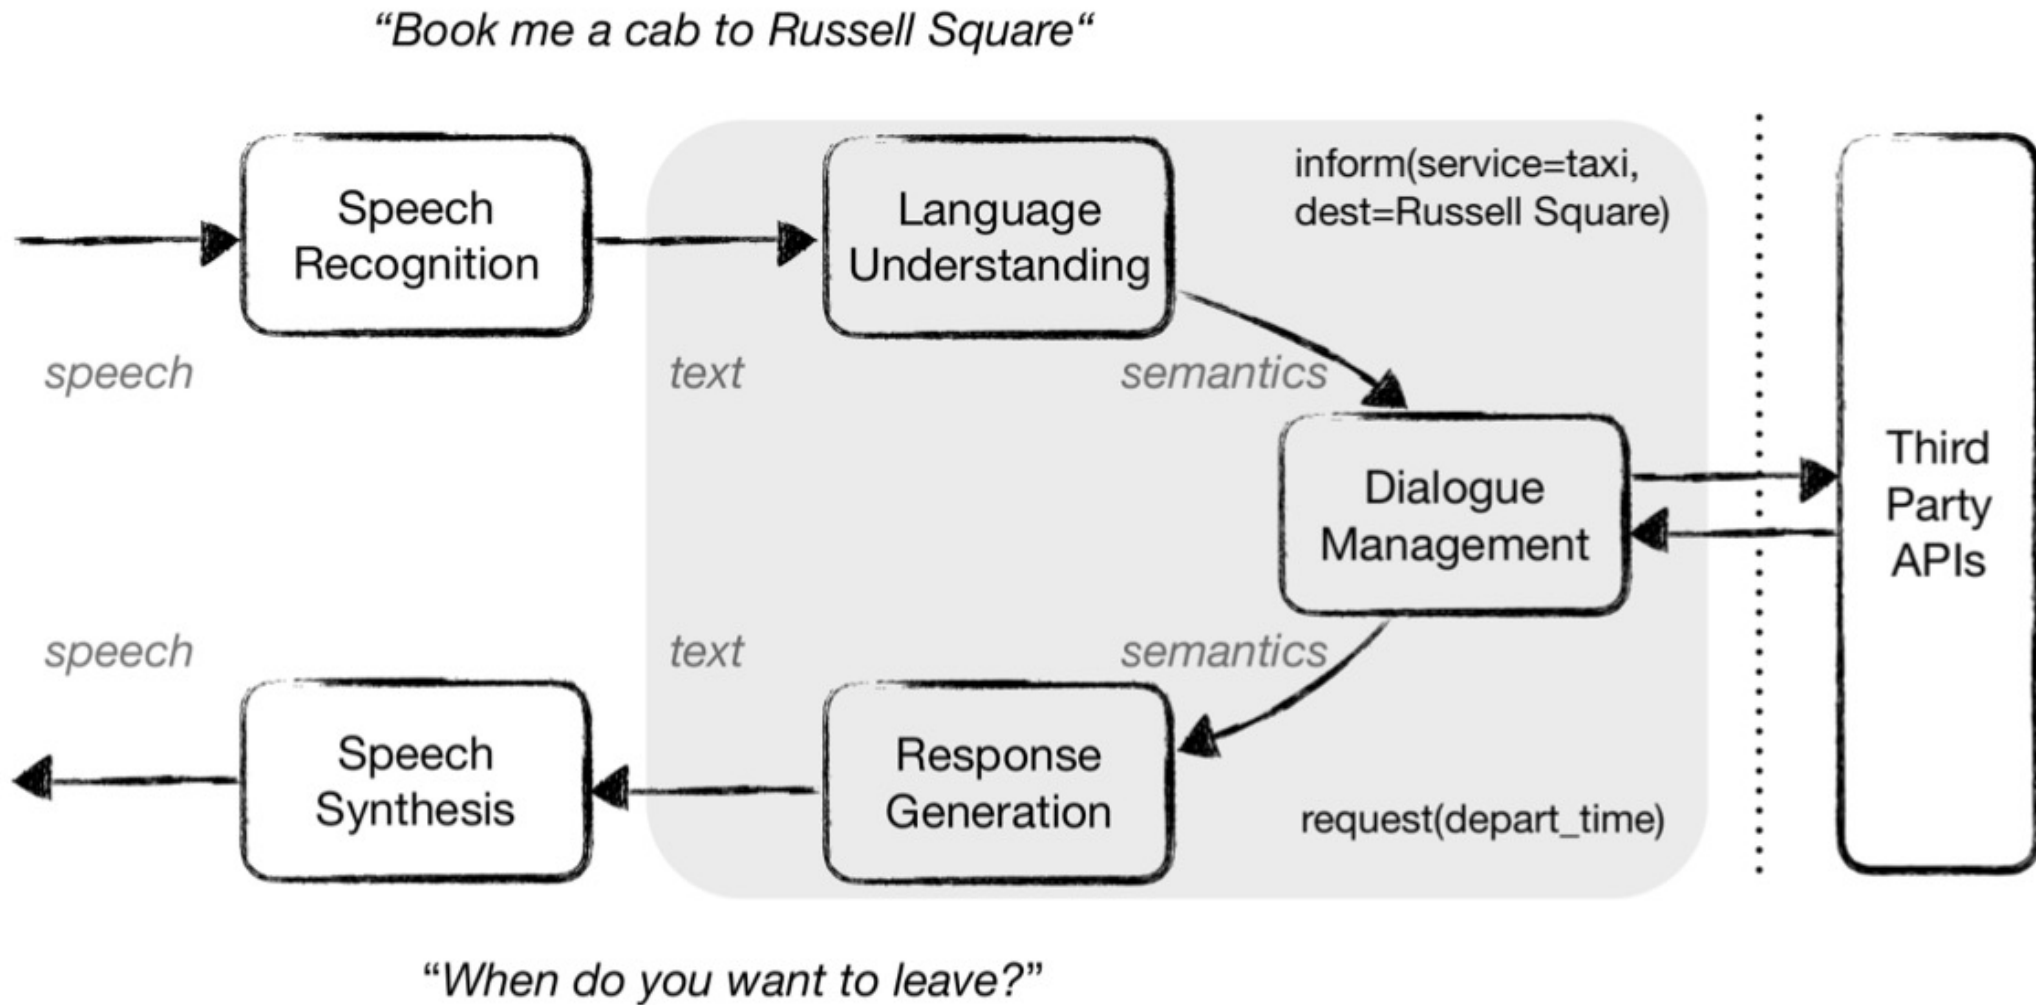 “Book me a cab to Russell Square“
Speech
Recognition
Language
Understanding
inform(service=taxi,
dest=Russell Square)
speech
text
semantics
Dialogue
Management
Third
Party
APIs
speech
text
semantics
Speech
Synthesis
Response
Generation
request(depart_time)
“When do you want to leave?”